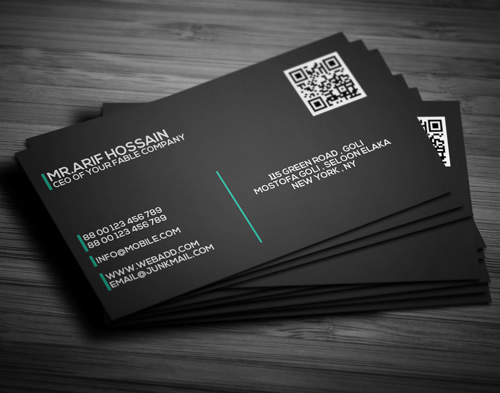 MR.ARIF HOSSAIN
CEO OF YOUR FABLE COMPANY
88 00 123 456 789
88 00 123 456 789
INFO@MOBILE.COM
WWW.WEBADD.COM
EMAIL@JUNKMAIL.COM
115 GREEN ROAD , GOLI
MOSTOFA GOLI , SELOON ELAKA
NEW YORK , NY